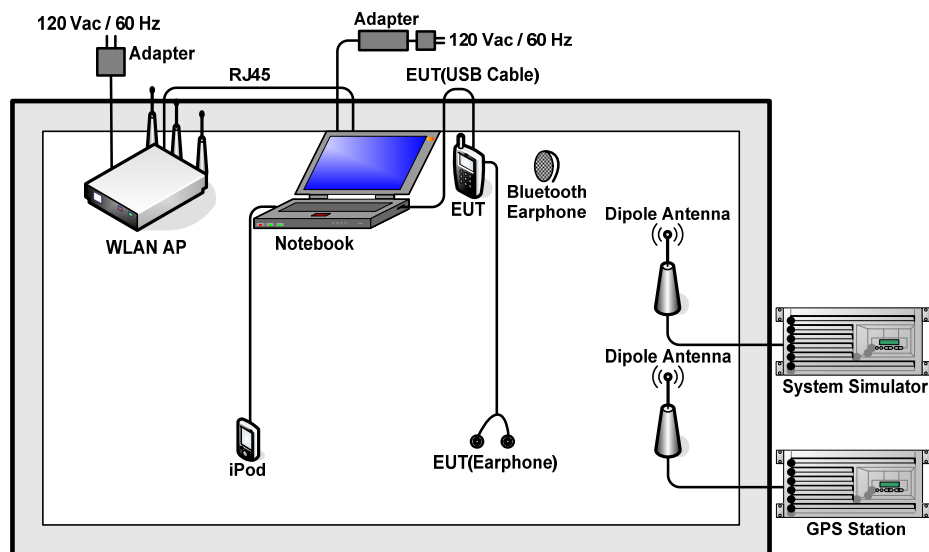 120 Vac / 60 Hz
Adapter
Adapter
120 Vac / 60 Hz
RJ45
EUT(USB Cable)
WLAN AP
Notebook
EUT
Bluetooth
Earphone
Dipole Antenna
System Simulator
Dipole Antenna
iPod
EUT(Earphone)
GPS Station